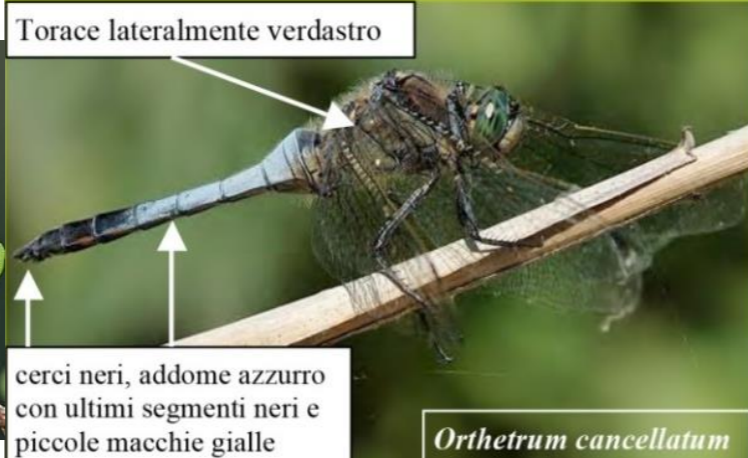 Torace lateralmente verdastro
cerci neri, addome azzurro
con ultimi segmenti neri e
piccole macchie gialle
Orthetrum cancellatum